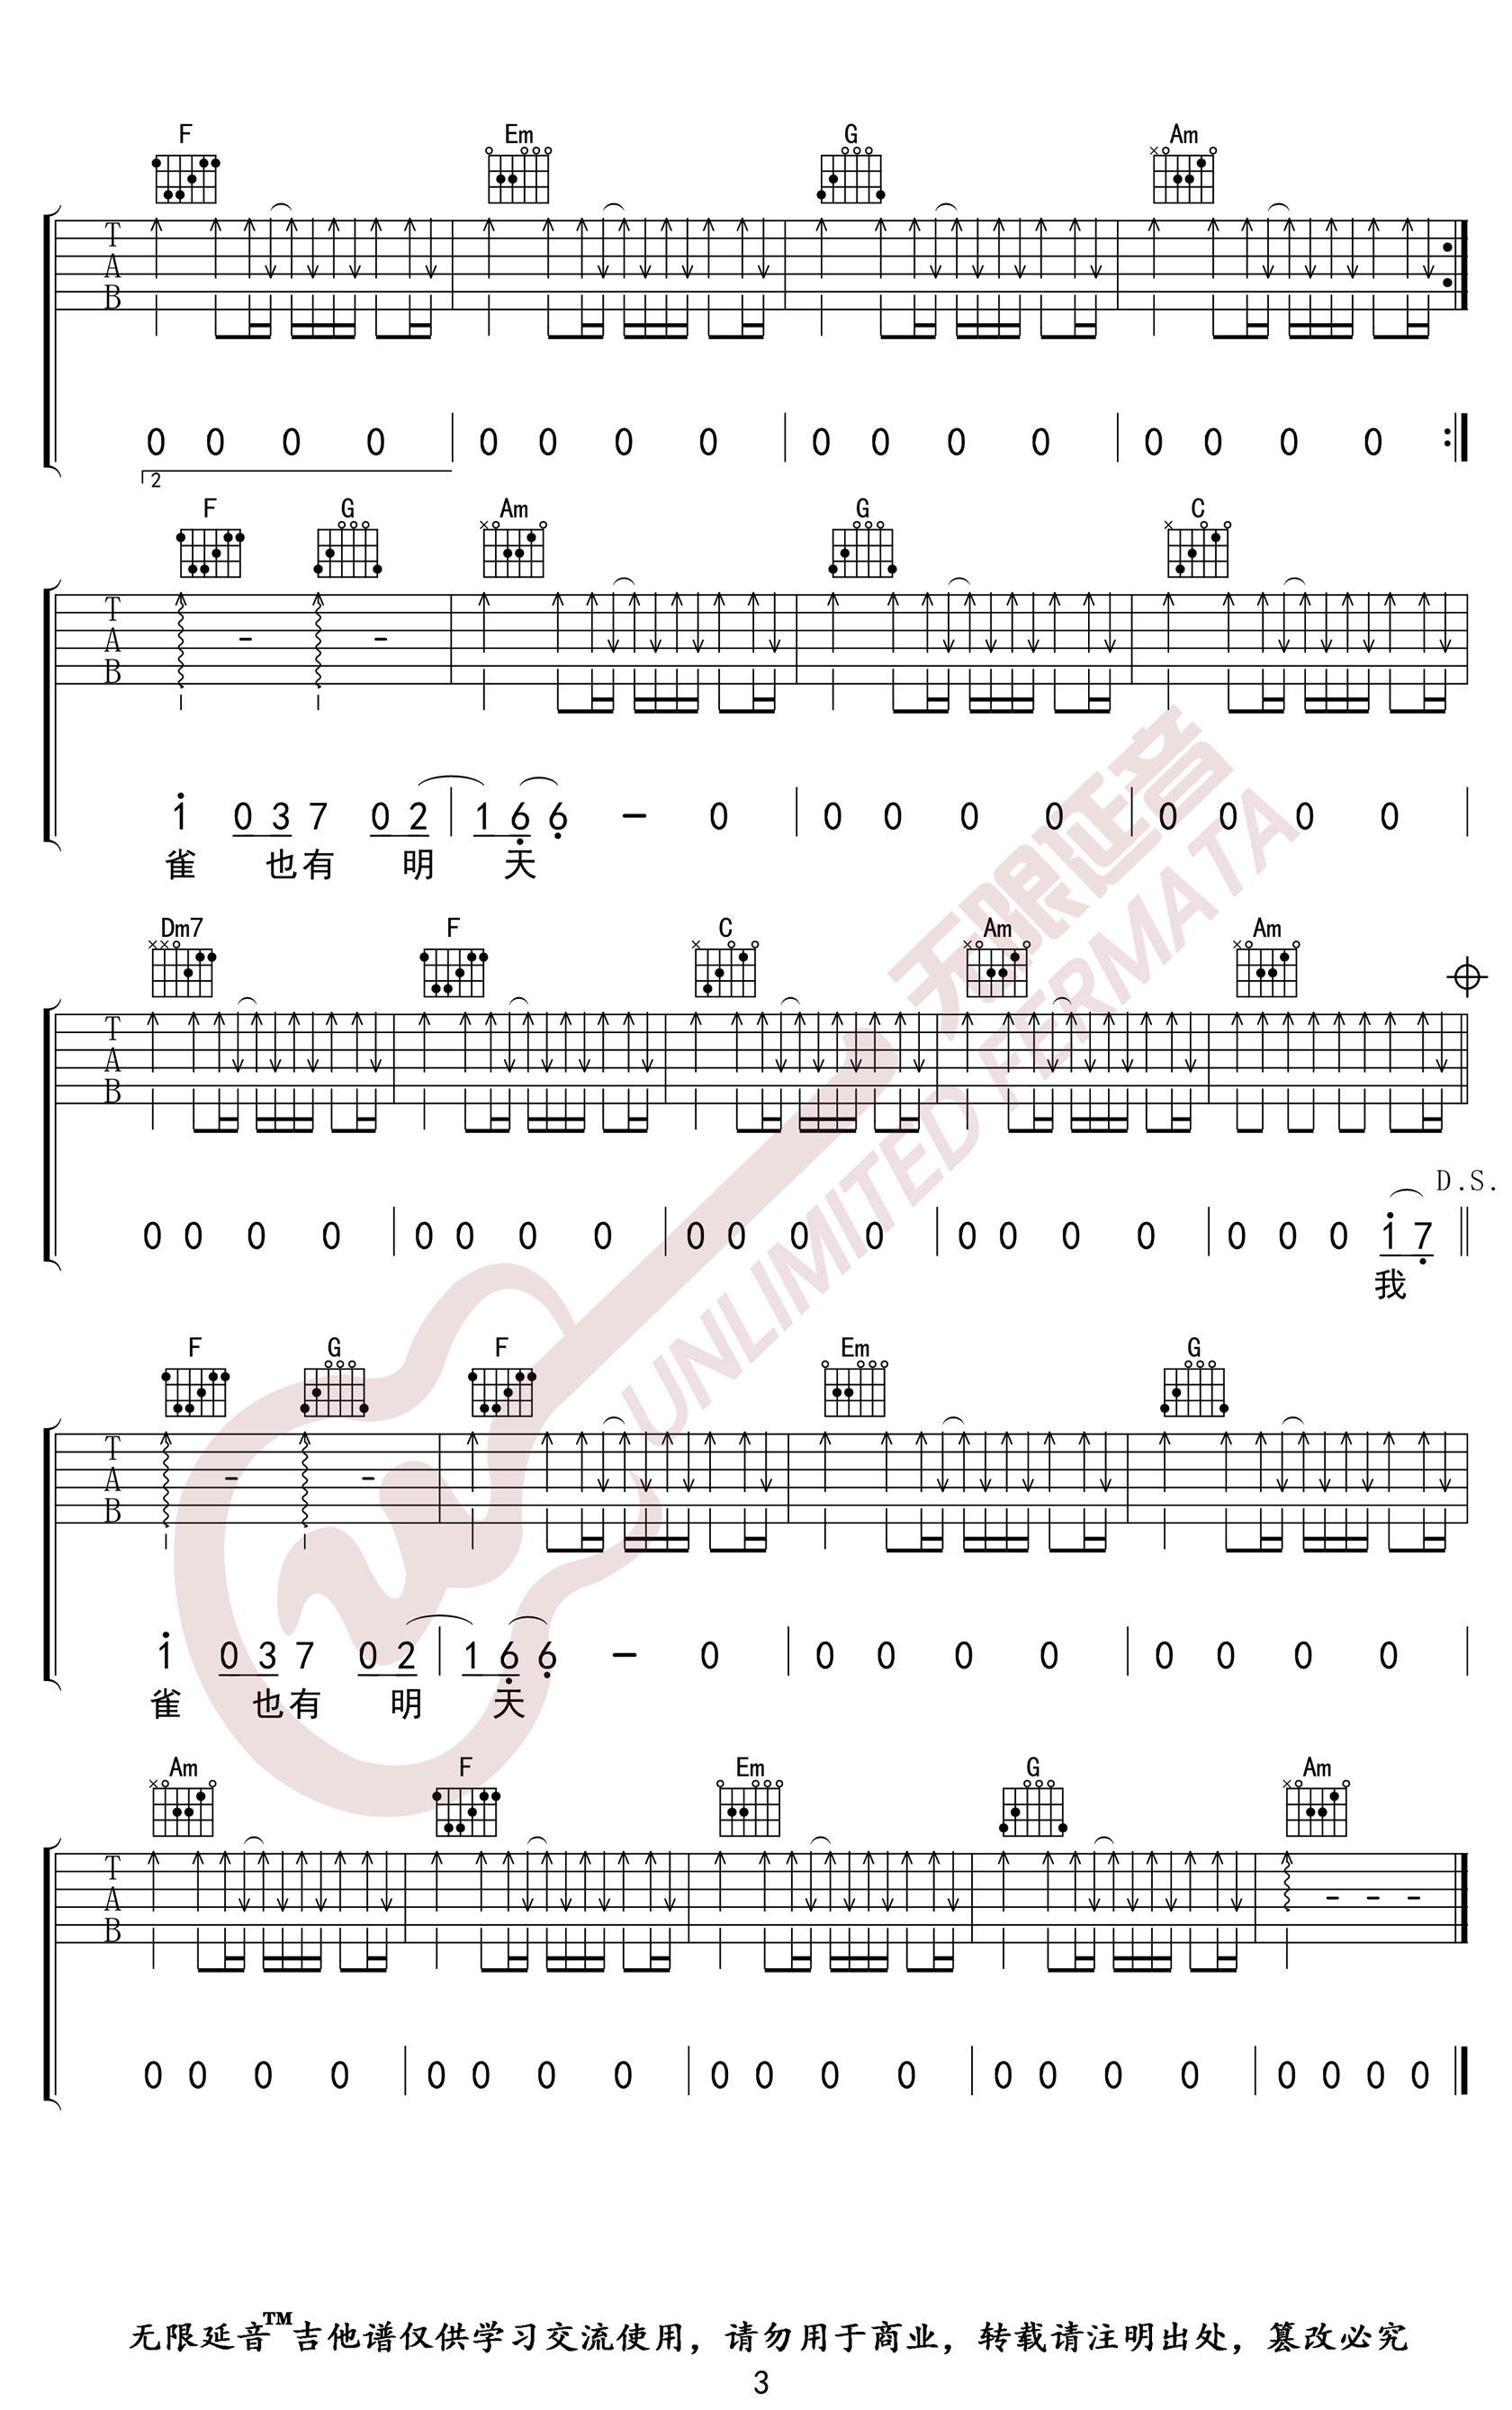 F Em G Am
T
A
B
0 0 0 0 0 0 0 0 0 0 0 0 0 0 0 0
2
F G Am G C
T
A
B
1 0 3 7 0 2 1 6 6 - 0 0 0 0 0 0 0 0 0
雀 也有 明 天
Dm7 F C Am Am
T
A
B
D.S.
0 0 0 0 0 0 0 0 0 0 0 0 0 0 0 0 0 0 0 1 7
我
F G F Em G
T
A
B
1 0 3 7 0 2 1 6 6 - 0 0 0 0 0 0 0 0 0
雀 也有 明 天
Am F Em G Am
T
A
B
0 0 0 0 0 0 0 0 0 0 0 0 0 0 0 0 0 0 0 0
无限延音
UNLIMITED FERMATA
无限延音™吉他谱仅供学习交流使用，请勿用于商业，转载请注明出处，篡改必究
3